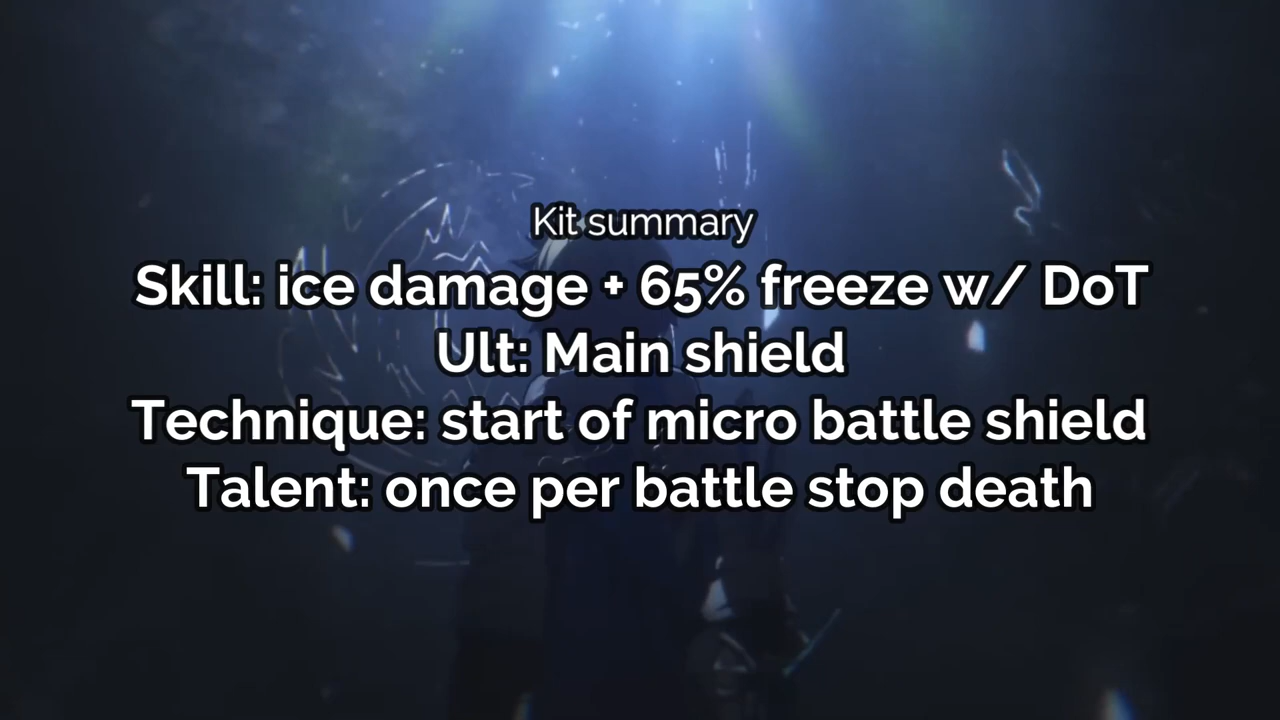 Kit summary
Skill: ice damage + 65% freeze w/ DoT
Ult: Main shield
Technique: start of micro battle shield
Talent: once per battle stop death